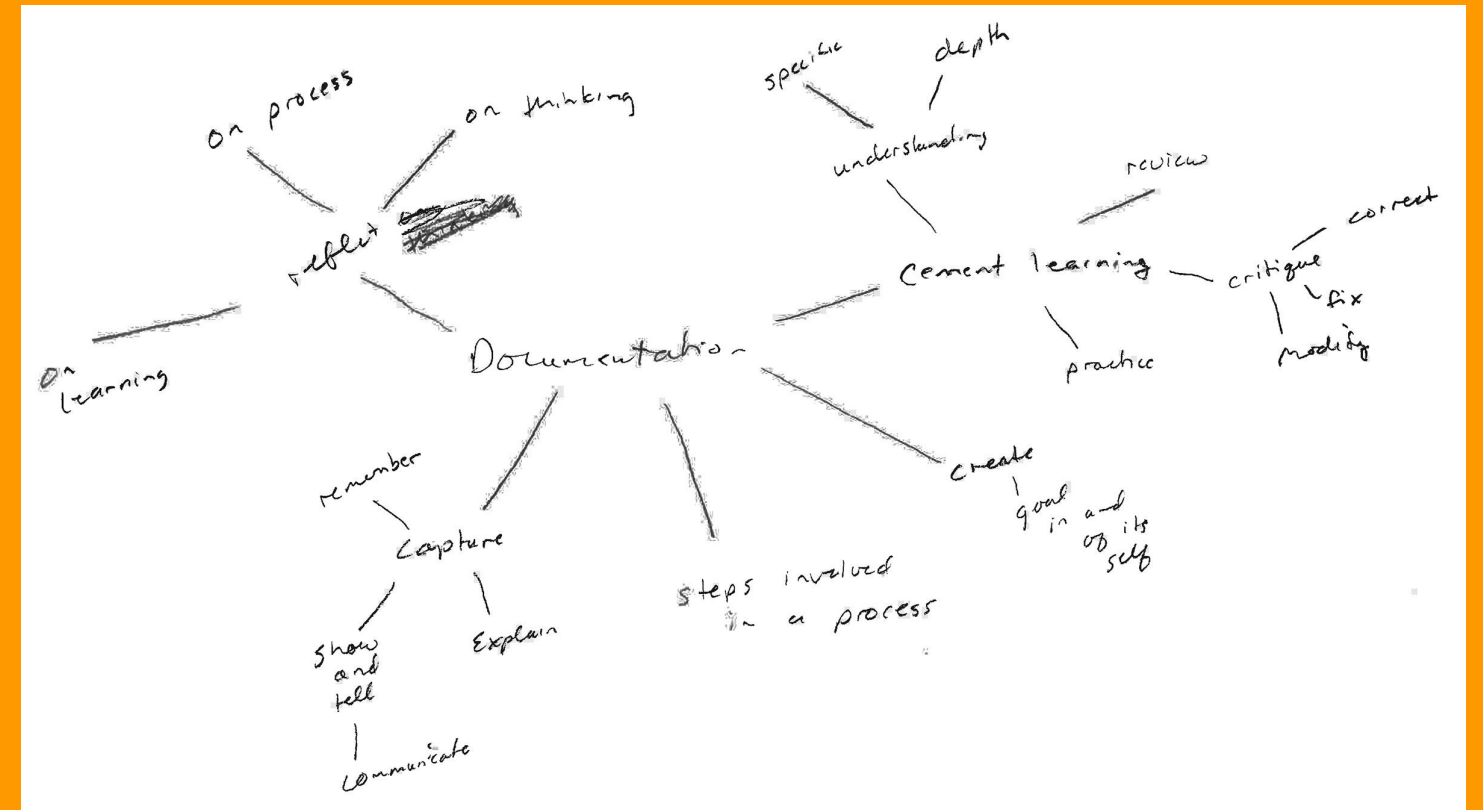 on process
on thinking
reflect
on
learning
Documentation
specific
depth
understanding
review
Cement learning
critique
correct
fix
modify
practice
create
goal
in and
of its
self
steps involved
in a process
remember
Capture
Explain
show
and
tell
communicate